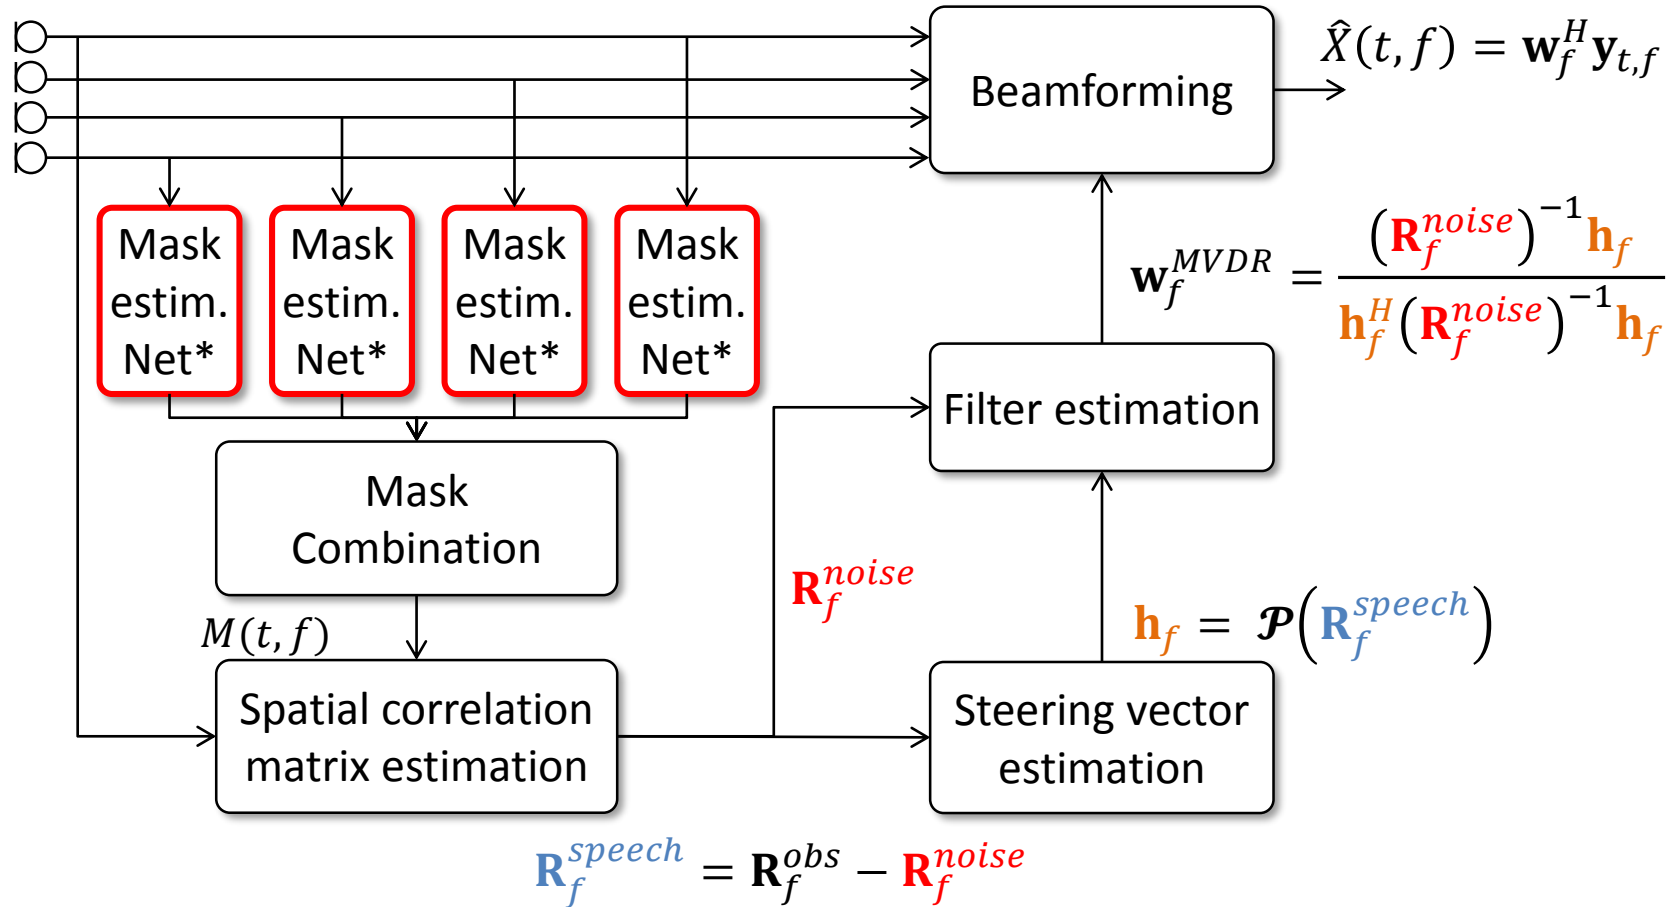 Beamforming
X̂(t, f) = w_f^H y_{t,f}
Mask
estim.
Net*
Mask
estim.
Net*
Mask
estim.
Net*
Mask
estim.
Net*
w_f^{MVDR} = (R_f^{noise})^{-1} h_f / h_f^H (R_f^{noise})^{-1} h_f
Filter estimation
Mask
Combination
R_f^{noise}
M(t, f)
h_f = 𝓟(R_f^{speech})
Spatial correlation
matrix estimation
Steering vector
estimation
R_f^{speech} = R_f^{obs} − R_f^{noise}